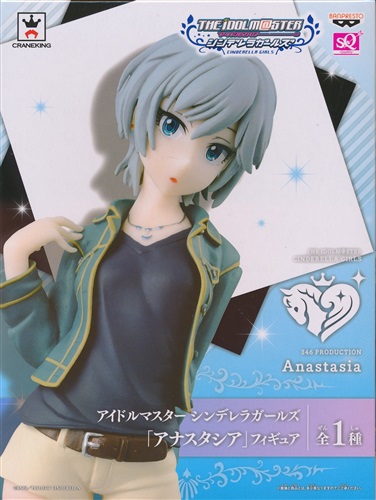 CRANEKING
THE IDOLM@STER
シンデレラガールズ
CINDERELLA GIRLS
BANPRESTO
SQ
CINDERELLA GIRLS
346 PRODUCTION
Anastasia
アイドルマスター シンデレラガールズ
「アナスタシア」フィギュア
全1種